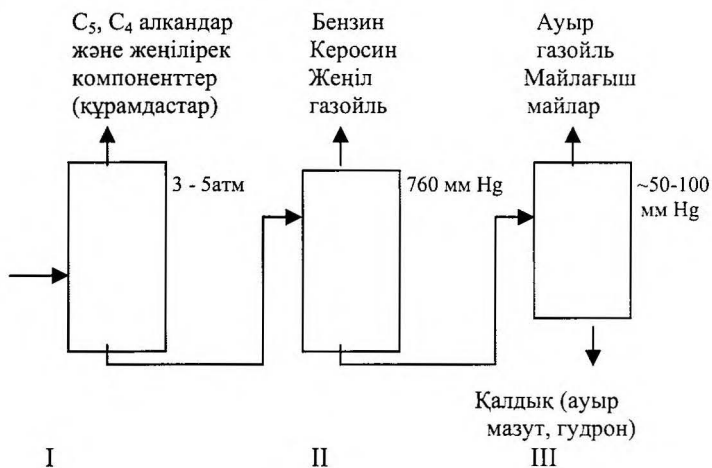 C₅, C₄ алкандар
және жеңілірек
компоненттер
(құрамдастар)
3 - 5атм
Бензин
Керосин
Жеңіл
газойль
760 мм Hg
Ауыр
газойль
Майлағыш
майлар
~50-100
мм Hg
Қалдық (ауыр
мазут, гудрон)
I
II
III